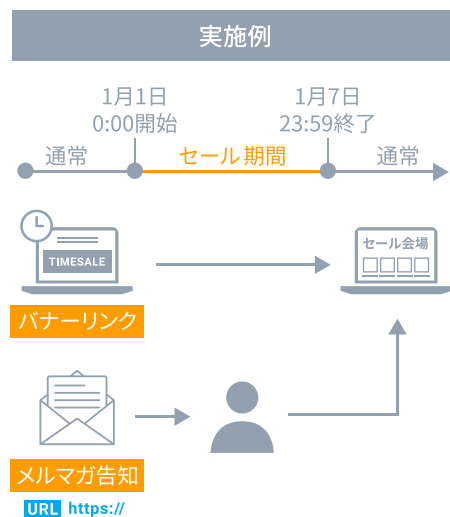 実施例
1月1日
0:00開始
1月7日
23:59終了
通常
セール期間
通常
TIMESALE
セール会場
バナーリンク
メルマガ告知
URL https://